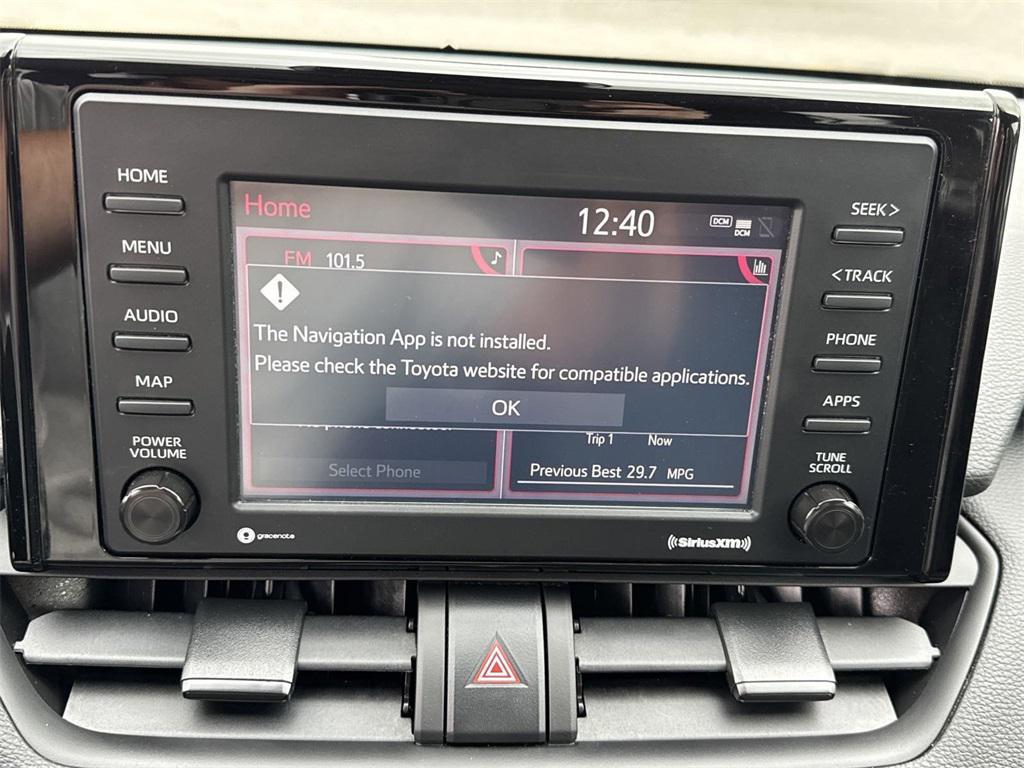 HOME
MENU
AUDIO
MAP
POWER
VOLUME
Home
12:40
DCM
DCM
FM 101.5
The Navigation App is not installed.
Please check the Toyota website for compatible applications.
OK
Select Phone
Trip 1 Now
Previous Best 29.7 MPG
SEEK >
< TRACK
PHONE
APPS
TUNE
SCROLL
gracenote
((SiriusXM))